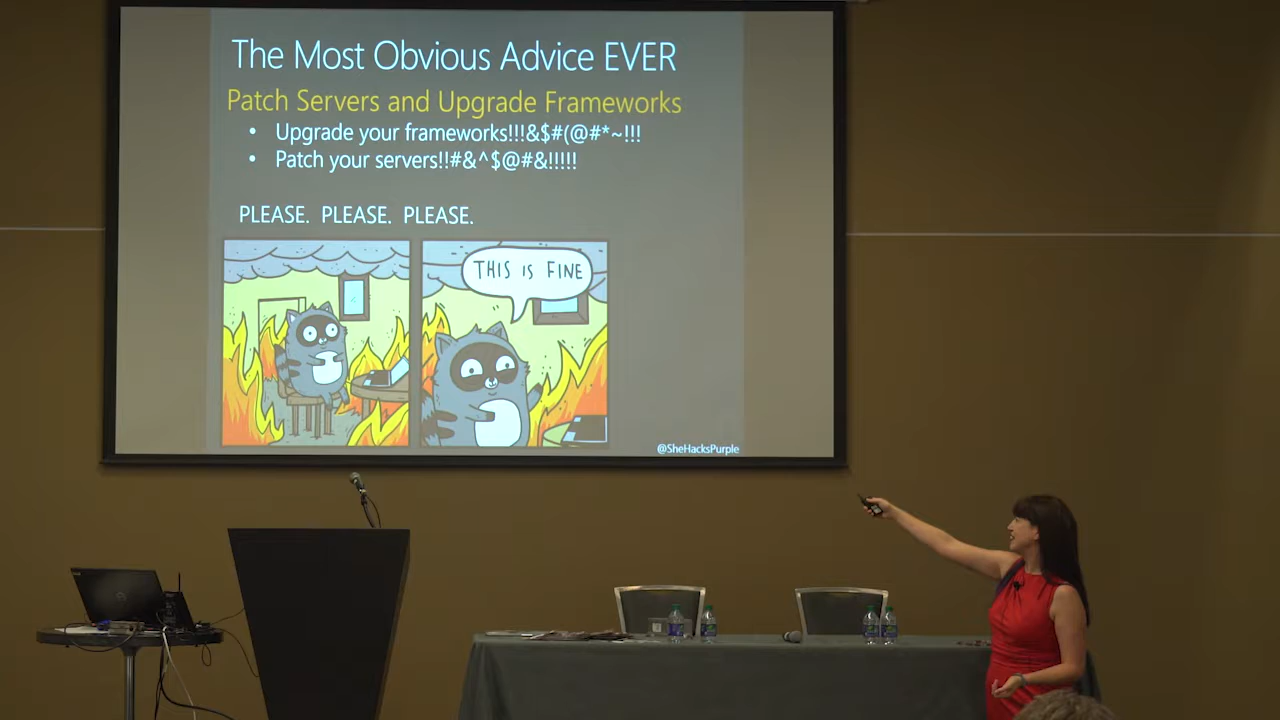 The Most Obvious Advice EVER
Patch Servers and Upgrade Frameworks
• Upgrade your frameworks!!!&$#(@#*~!!!
• Patch your servers!!#&^$@#&!!!!!
PLEASE. PLEASE. PLEASE.
THIS IS FINE
@SheHacksPurple